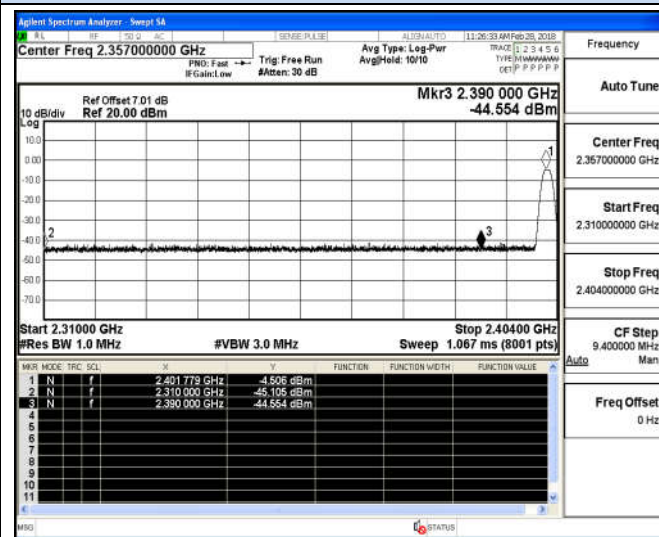 Agilent Spectrum Analyzer - Swept SA
RL RF 50 Ω AC SENSE:PULSE ALIGNAUTO 11:26:33 AM Feb 28, 2018
Center Freq 2.357000000 GHz
PNO: Fast
IFGain:Low
Trig: Free Run
#Atten: 30 dB
Avg Type: Log-Pwr
Avg|Hold: 10/10
TRACE 1 2 3 4 5 6
TYPE MWWWWW
DET P P P P P P
Mkr3 2.390 000 GHz
-44.554 dBm
Ref Offset 7.01 dB
10 dB/div Ref 20.00 dBm
Log
10.0
0.00
-10.0
-20.0
-30.0
-40.0
-50.0
-60.0
-70.0
1
2
3
Start 2.31000 GHz Stop 2.40400 GHz
#Res BW 1.0 MHz #VBW 3.0 MHz Sweep 1.067 ms (8001 pts)
MKR MODE TRC SCL X Y FUNCTION FUNCTION WIDTH FUNCTION VALUE
1 N f 2.401 779 GHz -4.506 dBm
2 N f 2.310 000 GHz -45.105 dBm
3 N f 2.390 000 GHz -44.554 dBm
4
5
6
7
8
9
10
11
MSG STATUS
Frequency
Auto Tune
Center Freq
2.357000000 GHz
Start Freq
2.310000000 GHz
Stop Freq
2.404000000 GHz
CF Step
9.400000 MHz
Auto Man
Freq Offset
0 Hz